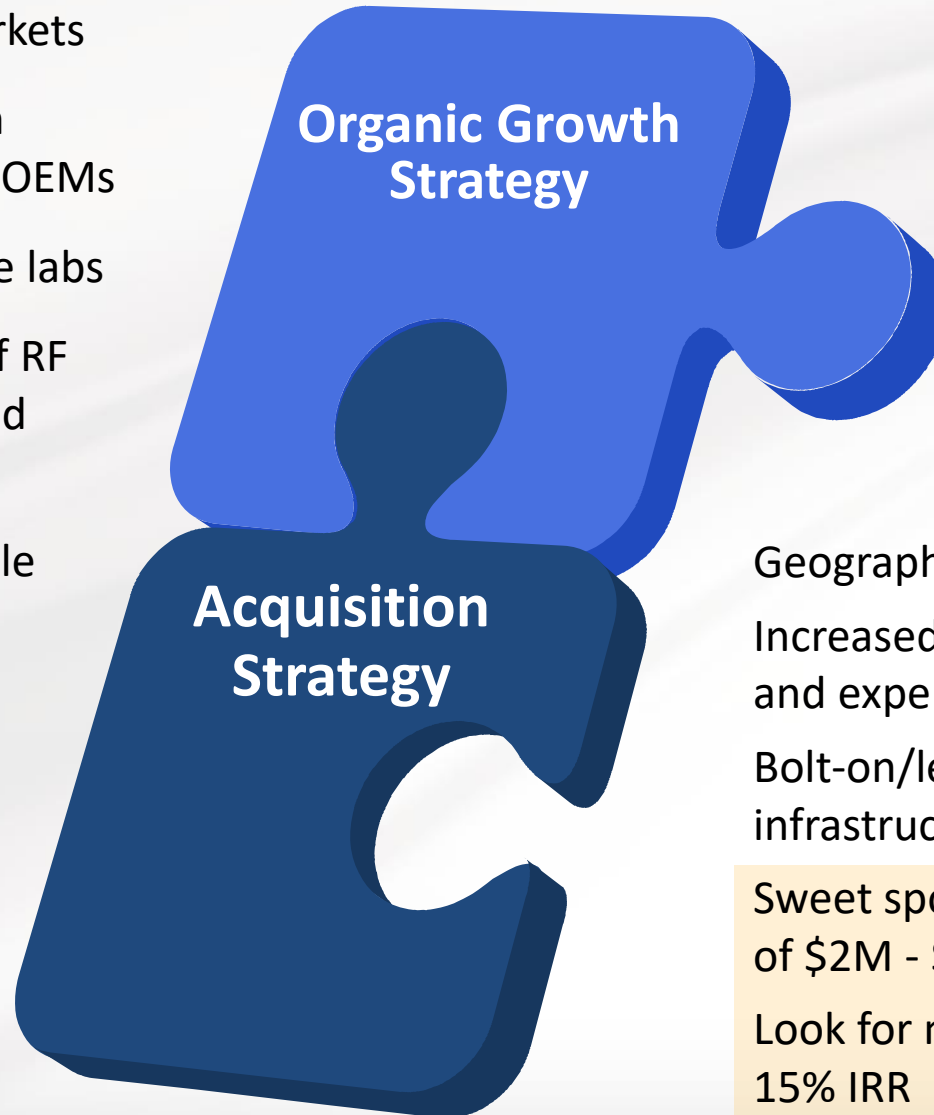 rkets
OEMs
e labs
f RF
d
le
Organic Growth
Strategy
Acquisition
Strategy
Geograph
Increased
and expe
Bolt-on/le
infrastruc
Sweet spo
of $2M -
Look for
15% IRR